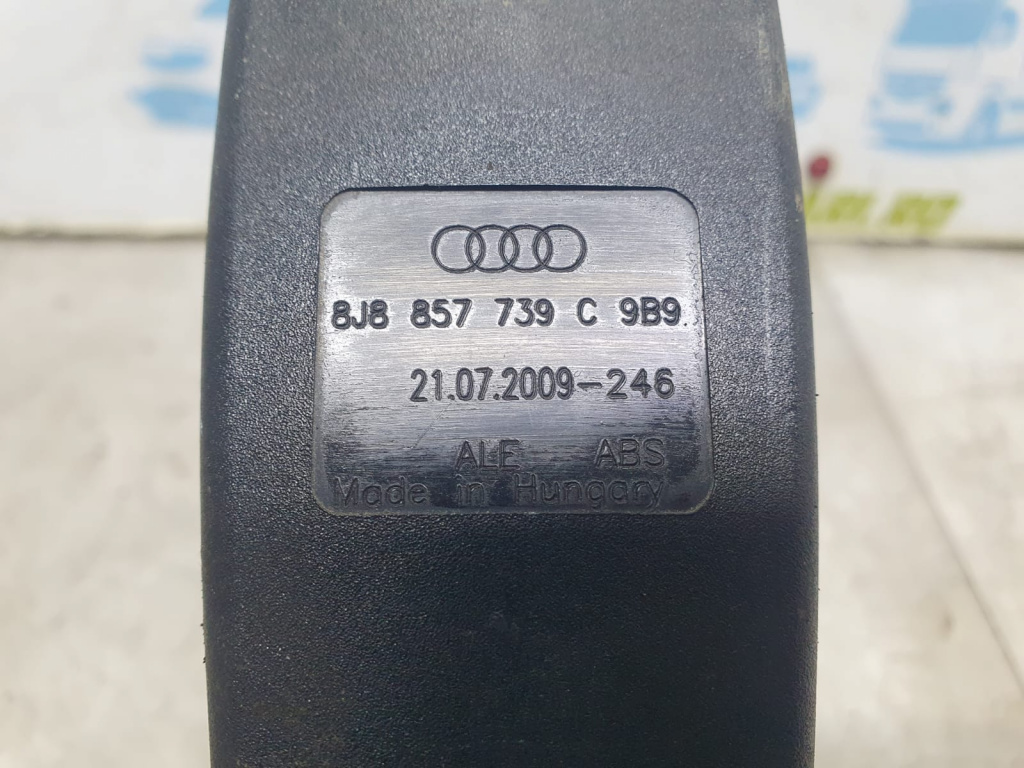 8J8 857 739 C 9B9
21.07.2009-246
ALE ABS
Made in Hungary